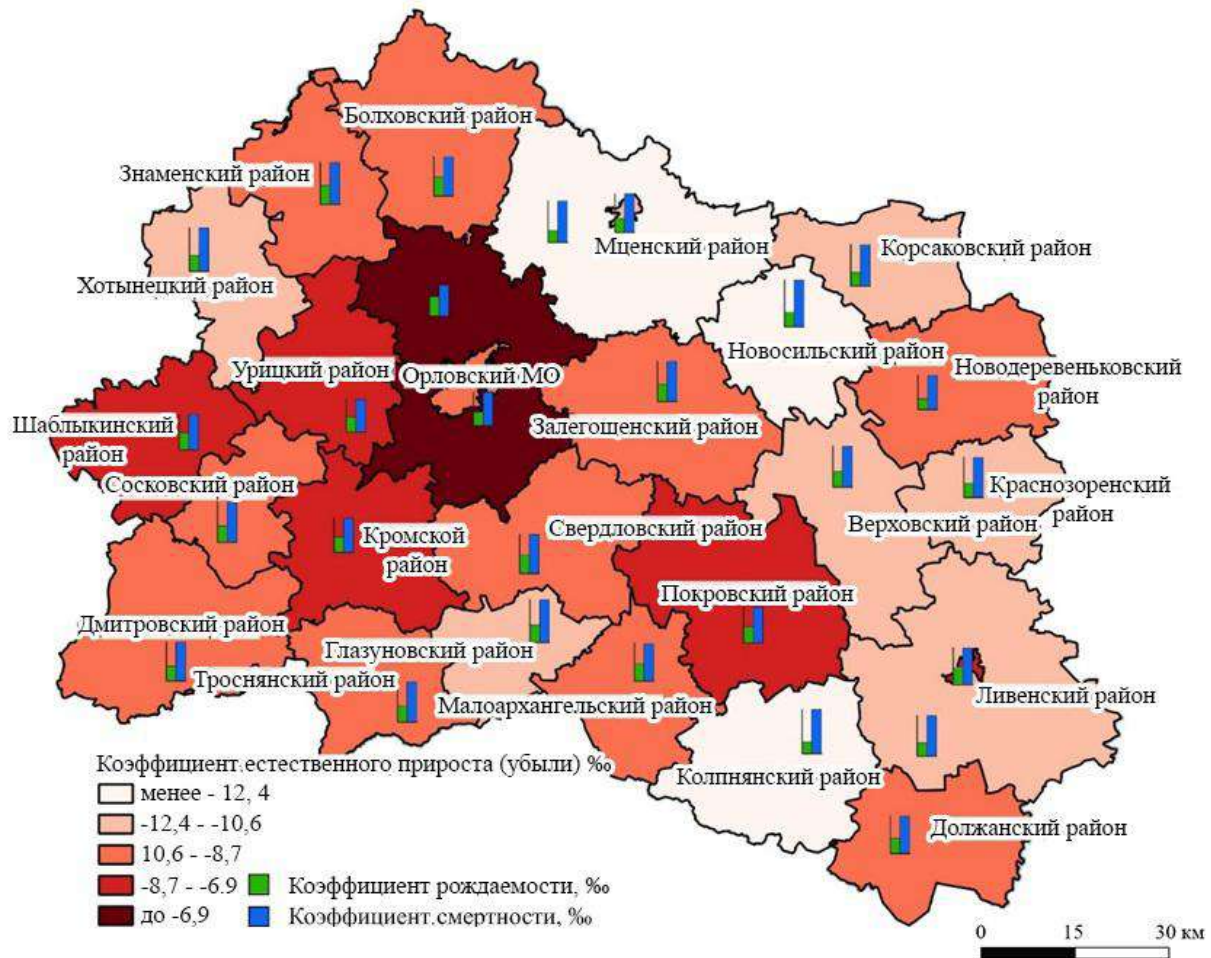 Болховский район
Знаменский район
Мценский район
Корсаковский район
Хотынецкий район
Новосильский район
Новодеревеньковский
район
Урицкий район
Орловский МО
Залегощенский район
Шаблыкинский
район
Сосковский район
Краснозоренский
район
Верховский район
Свердловский район
Кромской
район
Покровский район
Дмитровский район
Глазуновский район
Троснянский район
Малоархангельский район
Ливенский район
Колпнянский район
Должанский район
Коэффициент естественного прироста (убыли) ‰
менее - 12, 4
-12,4 - -10,6
10,6 - -8,7
-8,7 - -6.9
до -6,9
Коэффициент рождаемости, ‰
Коэффициент.смертности, ‰
0 15 30 км